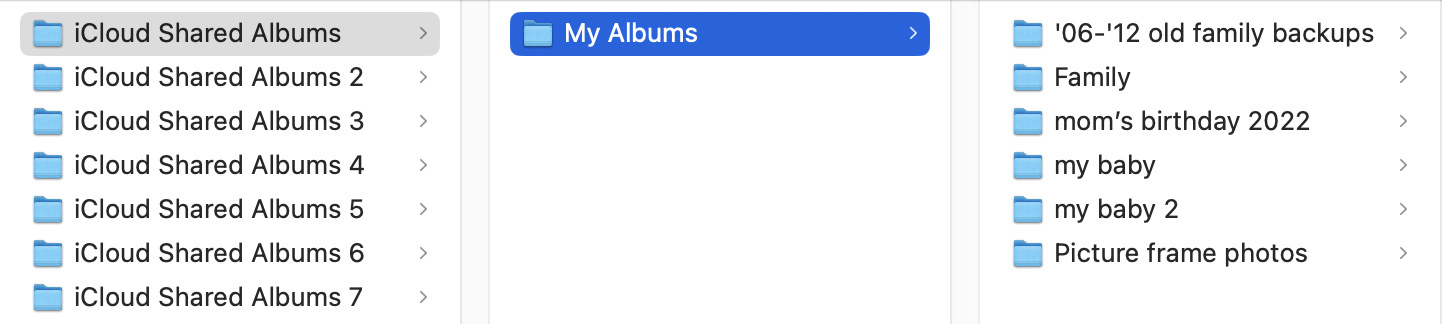 iCloud Shared Albums
iCloud Shared Albums 2
iCloud Shared Albums 3
iCloud Shared Albums 4
iCloud Shared Albums 5
iCloud Shared Albums 6
iCloud Shared Albums 7
My Albums
'06-'12 old family backups
Family
mom’s birthday 2022
my baby
my baby 2
Picture frame photos